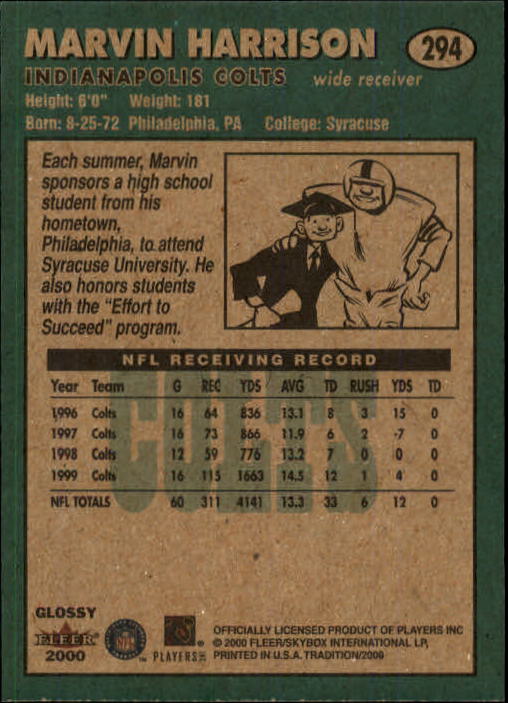 MARVIN HARRISON
294
INDIANAPOLIS COLTS wide receiver
Height: 6'0" Weight: 181
Born: 8-25-72 Philadelphia, PA College: Syracuse
Each summer, Marvin
sponsors a high school
student from his
hometown,
Philadelphia, to attend
Syracuse University. He
also honors students
with the "Effort to
Succeed" program.
NFL RECEIVING RECORD
COLTS
Year Team G REC YDS AVG TD RUSH YDS TD
1996 Colts 16 64 836 13.1 8 3 15 0
1997 Colts 16 73 866 11.9 6 2 -7 0
1998 Colts 12 59 776 13.2 7 0 0 0
1999 Colts 16 115 1663 14.5 12 1 4 0
NFL TOTALS 60 311 4141 13.3 33 6 12 0
GLOSSY
FLEER
2000
NFL
PLAYERS INC
OFFICIALLY LICENSED PRODUCT OF PLAYERS INC
© 2000 FLEER/SKYBOX INTERNATIONAL LP,
PRINTED IN U.S.A. TRADITION/2000